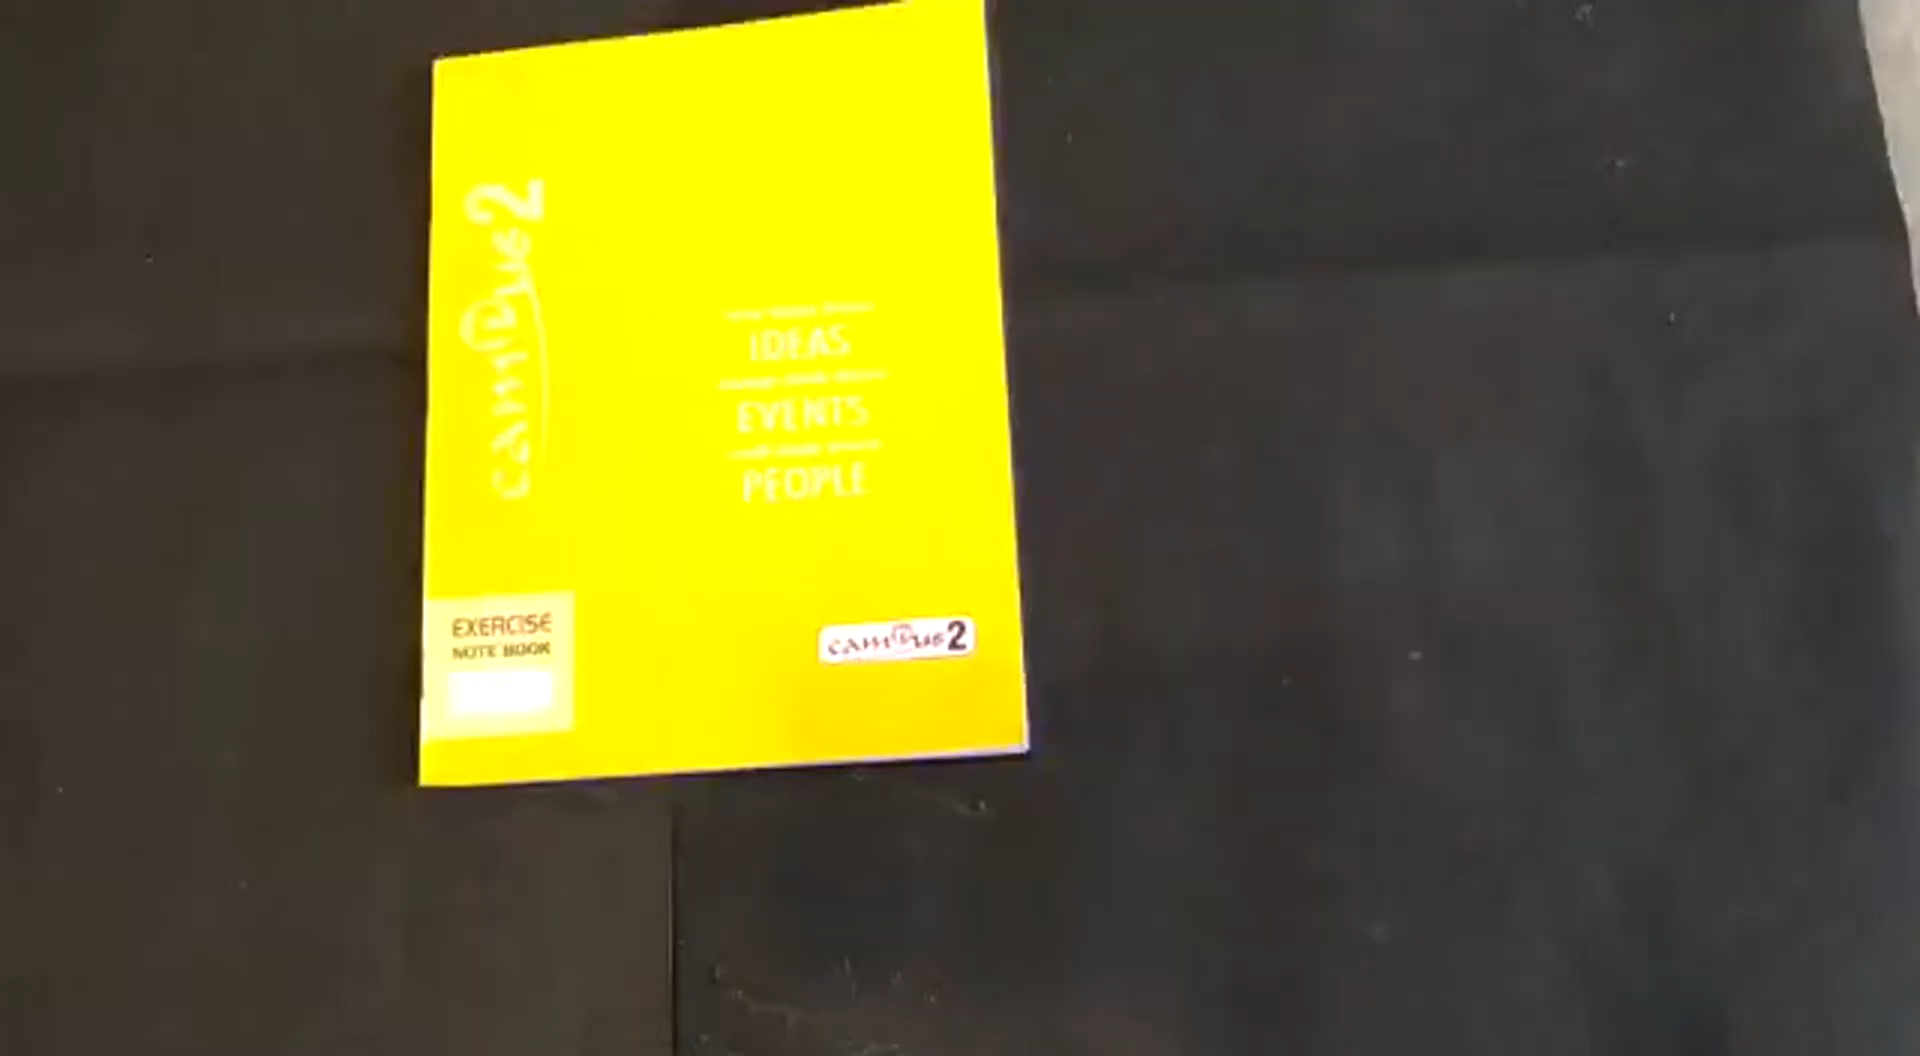 campus2
IDEAS
EVENTS
PEOPLE
EXERCISE
NOTE BOOK
campus2